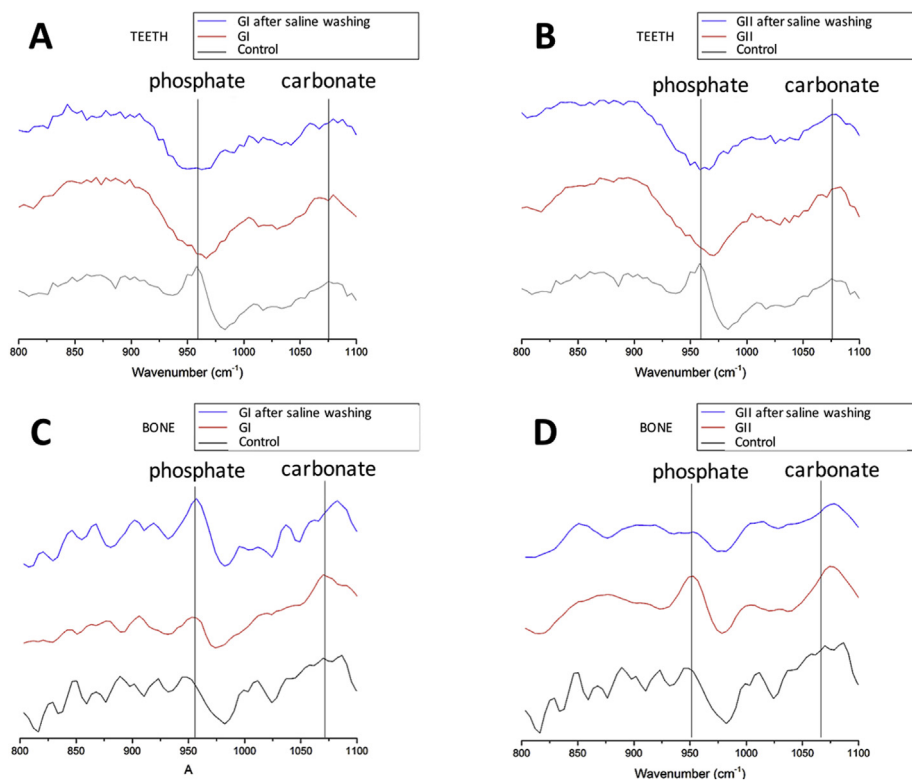 A
TEETH
GI after saline washing
GI
Control
phosphate
carbonate
800 850 900 950 1000 1050 1100
Wavenumber (cm-1)
B
TEETH
GII after saline washing
GII
Control
phosphate
carbonate
800 850 900 950 1000 1050 1100
Wavenumber (cm-1)
C
BONE
GI after saline washing
GI
Control
phosphate
carbonate
800 850 900 950 1000 1050 1100
A
D
BONE
GII after saline washing
GII
Control
phosphate
carbonate
800 850 900 950 1000 1050 1100
Wavenumber (cm-1)